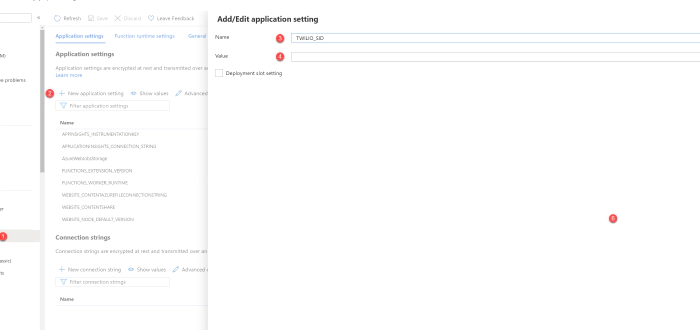 Refresh Save Discard Leave Feedback
Application settings Function runtime settings General
Application settings
Application settings are encrypted at rest and transmitted over an
Learn more
2 New application setting Show values Advanced
Filter application settings
Name
APPINSIGHTS_INSTRUMENTATIONKEY
APPLICATIONINSIGHTS_CONNECTION_STRING
AzureWebJobsStorage
FUNCTIONS_EXTENSION_VERSION
FUNCTIONS_WORKER_RUNTIME
WEBSITE_CONTENTAZUREFILECONNECTIONSTRING
WEBSITE_CONTENTSHARE
WEBSITE_NODE_DEFAULT_VERSION
Connection strings
Connection strings are encrypted at rest and transmitted over an
New connection string Show values Advanced
Filter connection strings
Name
e problems
1
Add/Edit application setting
Name 3 TWILIO_SID
Value 4
Deployment slot setting
6